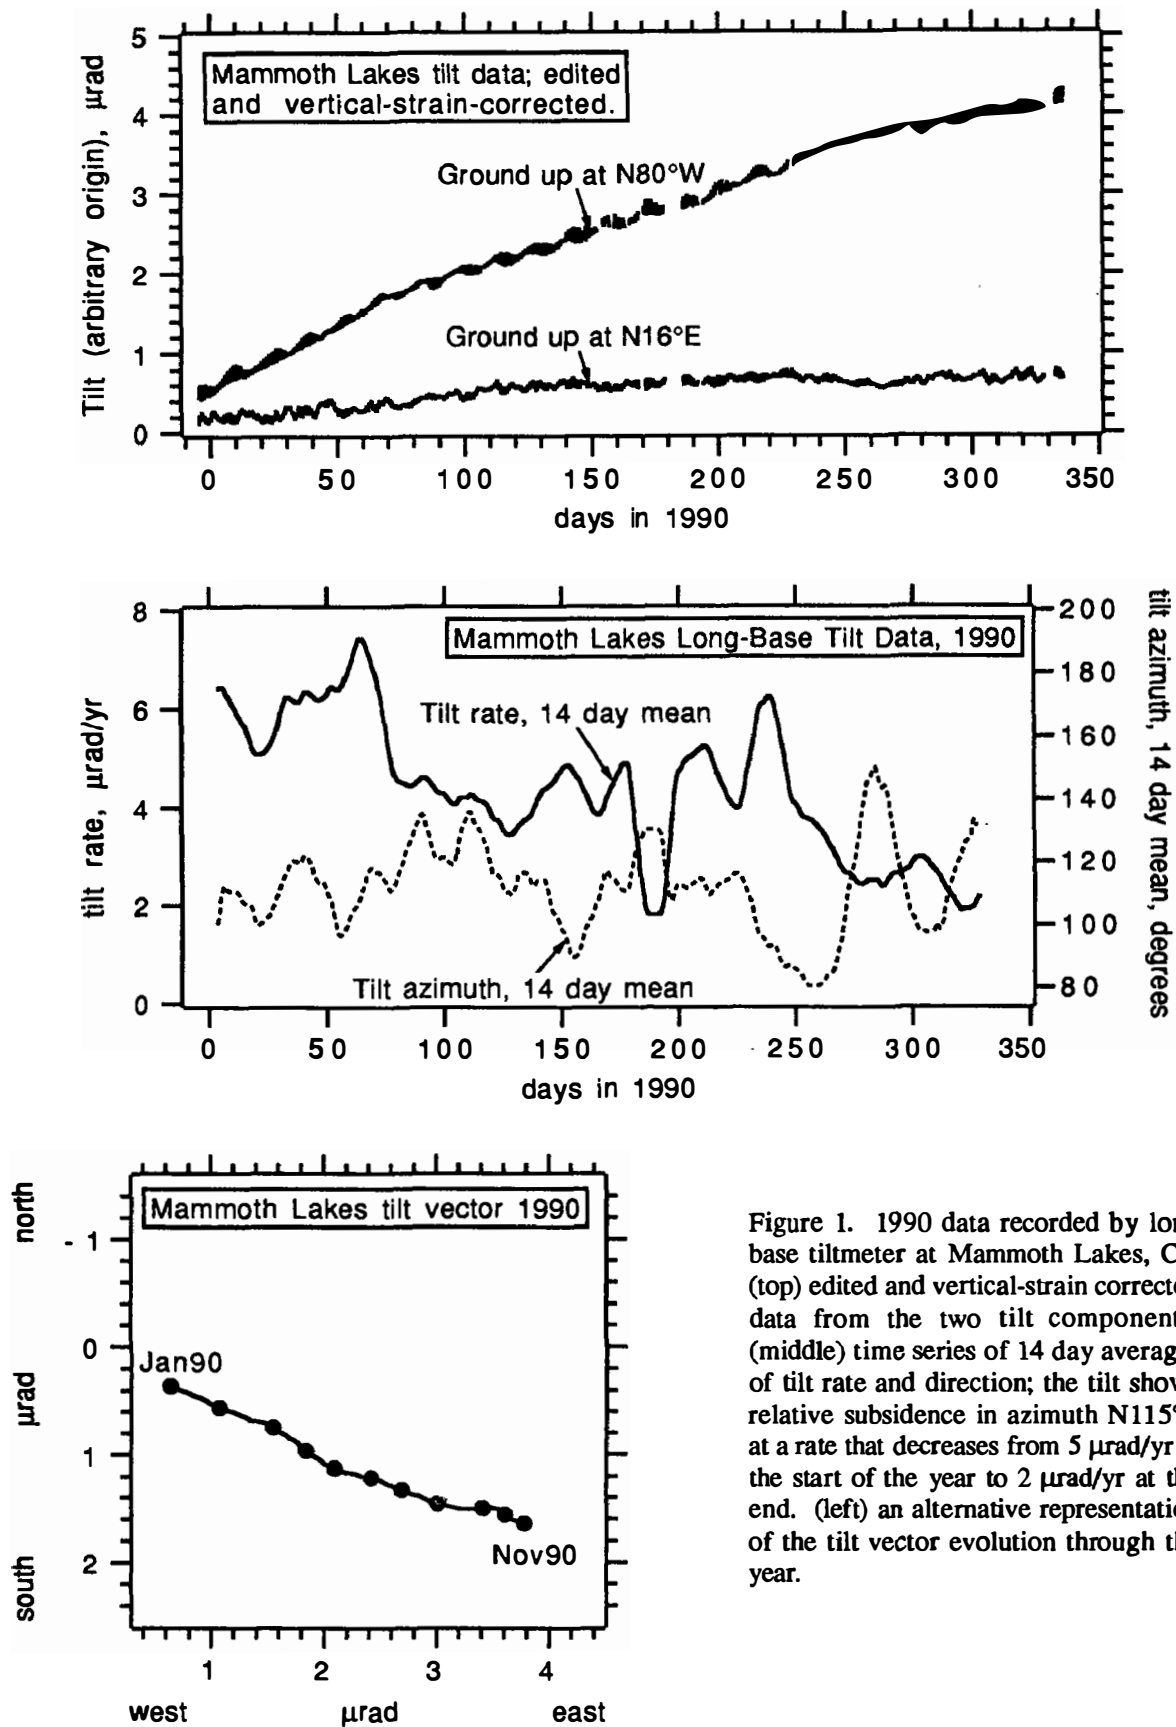 5
4
3
2
1
0
Tilt (arbitrary origin), μrad
Mammoth Lakes tilt data; edited
and vertical-strain-corrected.
Ground up at N80°W
Ground up at N16°E
0 50 100 150 200 250 300 350
days in 1990
8
6
4
2
0
tilt rate, μrad/yr
Mammoth Lakes Long-Base Tilt Data, 1990
Tilt rate, 14 day mean
Tilt azimuth, 14 day mean
200
180
160
140
120
100
80
tilt azimuth, 14 day mean, degrees
0 50 100 150 200 250 300 350
days in 1990
north
μrad
south
- 1
0
1
2
Mammoth Lakes tilt vector 1990
Jan90
Nov90
1 2 3 4
west μrad east
Figure 1. 1990 data recorded by
base tiltmeter at Mammoth Lakes,
(top) edited and vertical-strain
data from the two tilt
(middle) time series of 14 day
of tilt rate and direction; the tilt
relative subsidence in azimuth N115°
at a rate that decreases from 5 μrad/yr
the start of the year to 2 μrad/yr at
end. (left) an alternative
of the tilt vector evolution through
year.